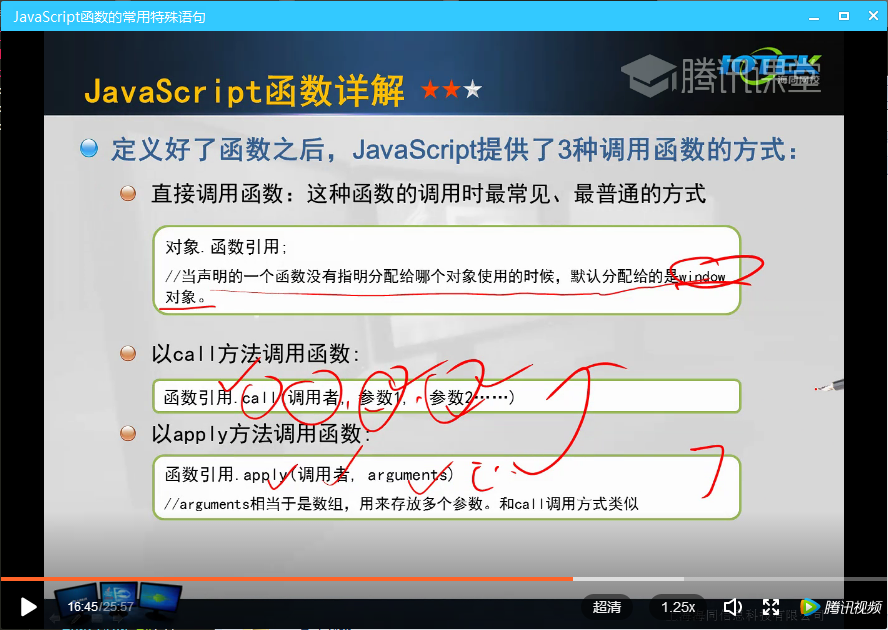 JavaScript函数的常用特殊语句
IOTEK
腾讯课堂
JavaScript函数详解
定义好了函数之后，JavaScript提供了3种调用函数的方式：
直接调用函数：这种函数的调用时最常见、最普通的方式
对象.函数引用;
//当声明的一个函数没有指明分配给哪个对象使用的时候，默认分配给的是window
对象。
以call方法调用函数:
函数引用.call(调用者, 参数1, 参数2……)
以apply方法调用函数:
函数引用.apply(调用者, arguments)
//arguments相当于是数组，用来存放多个参数。和call调用方式类似
16:45/25:57
超清
1.25x
腾讯视频